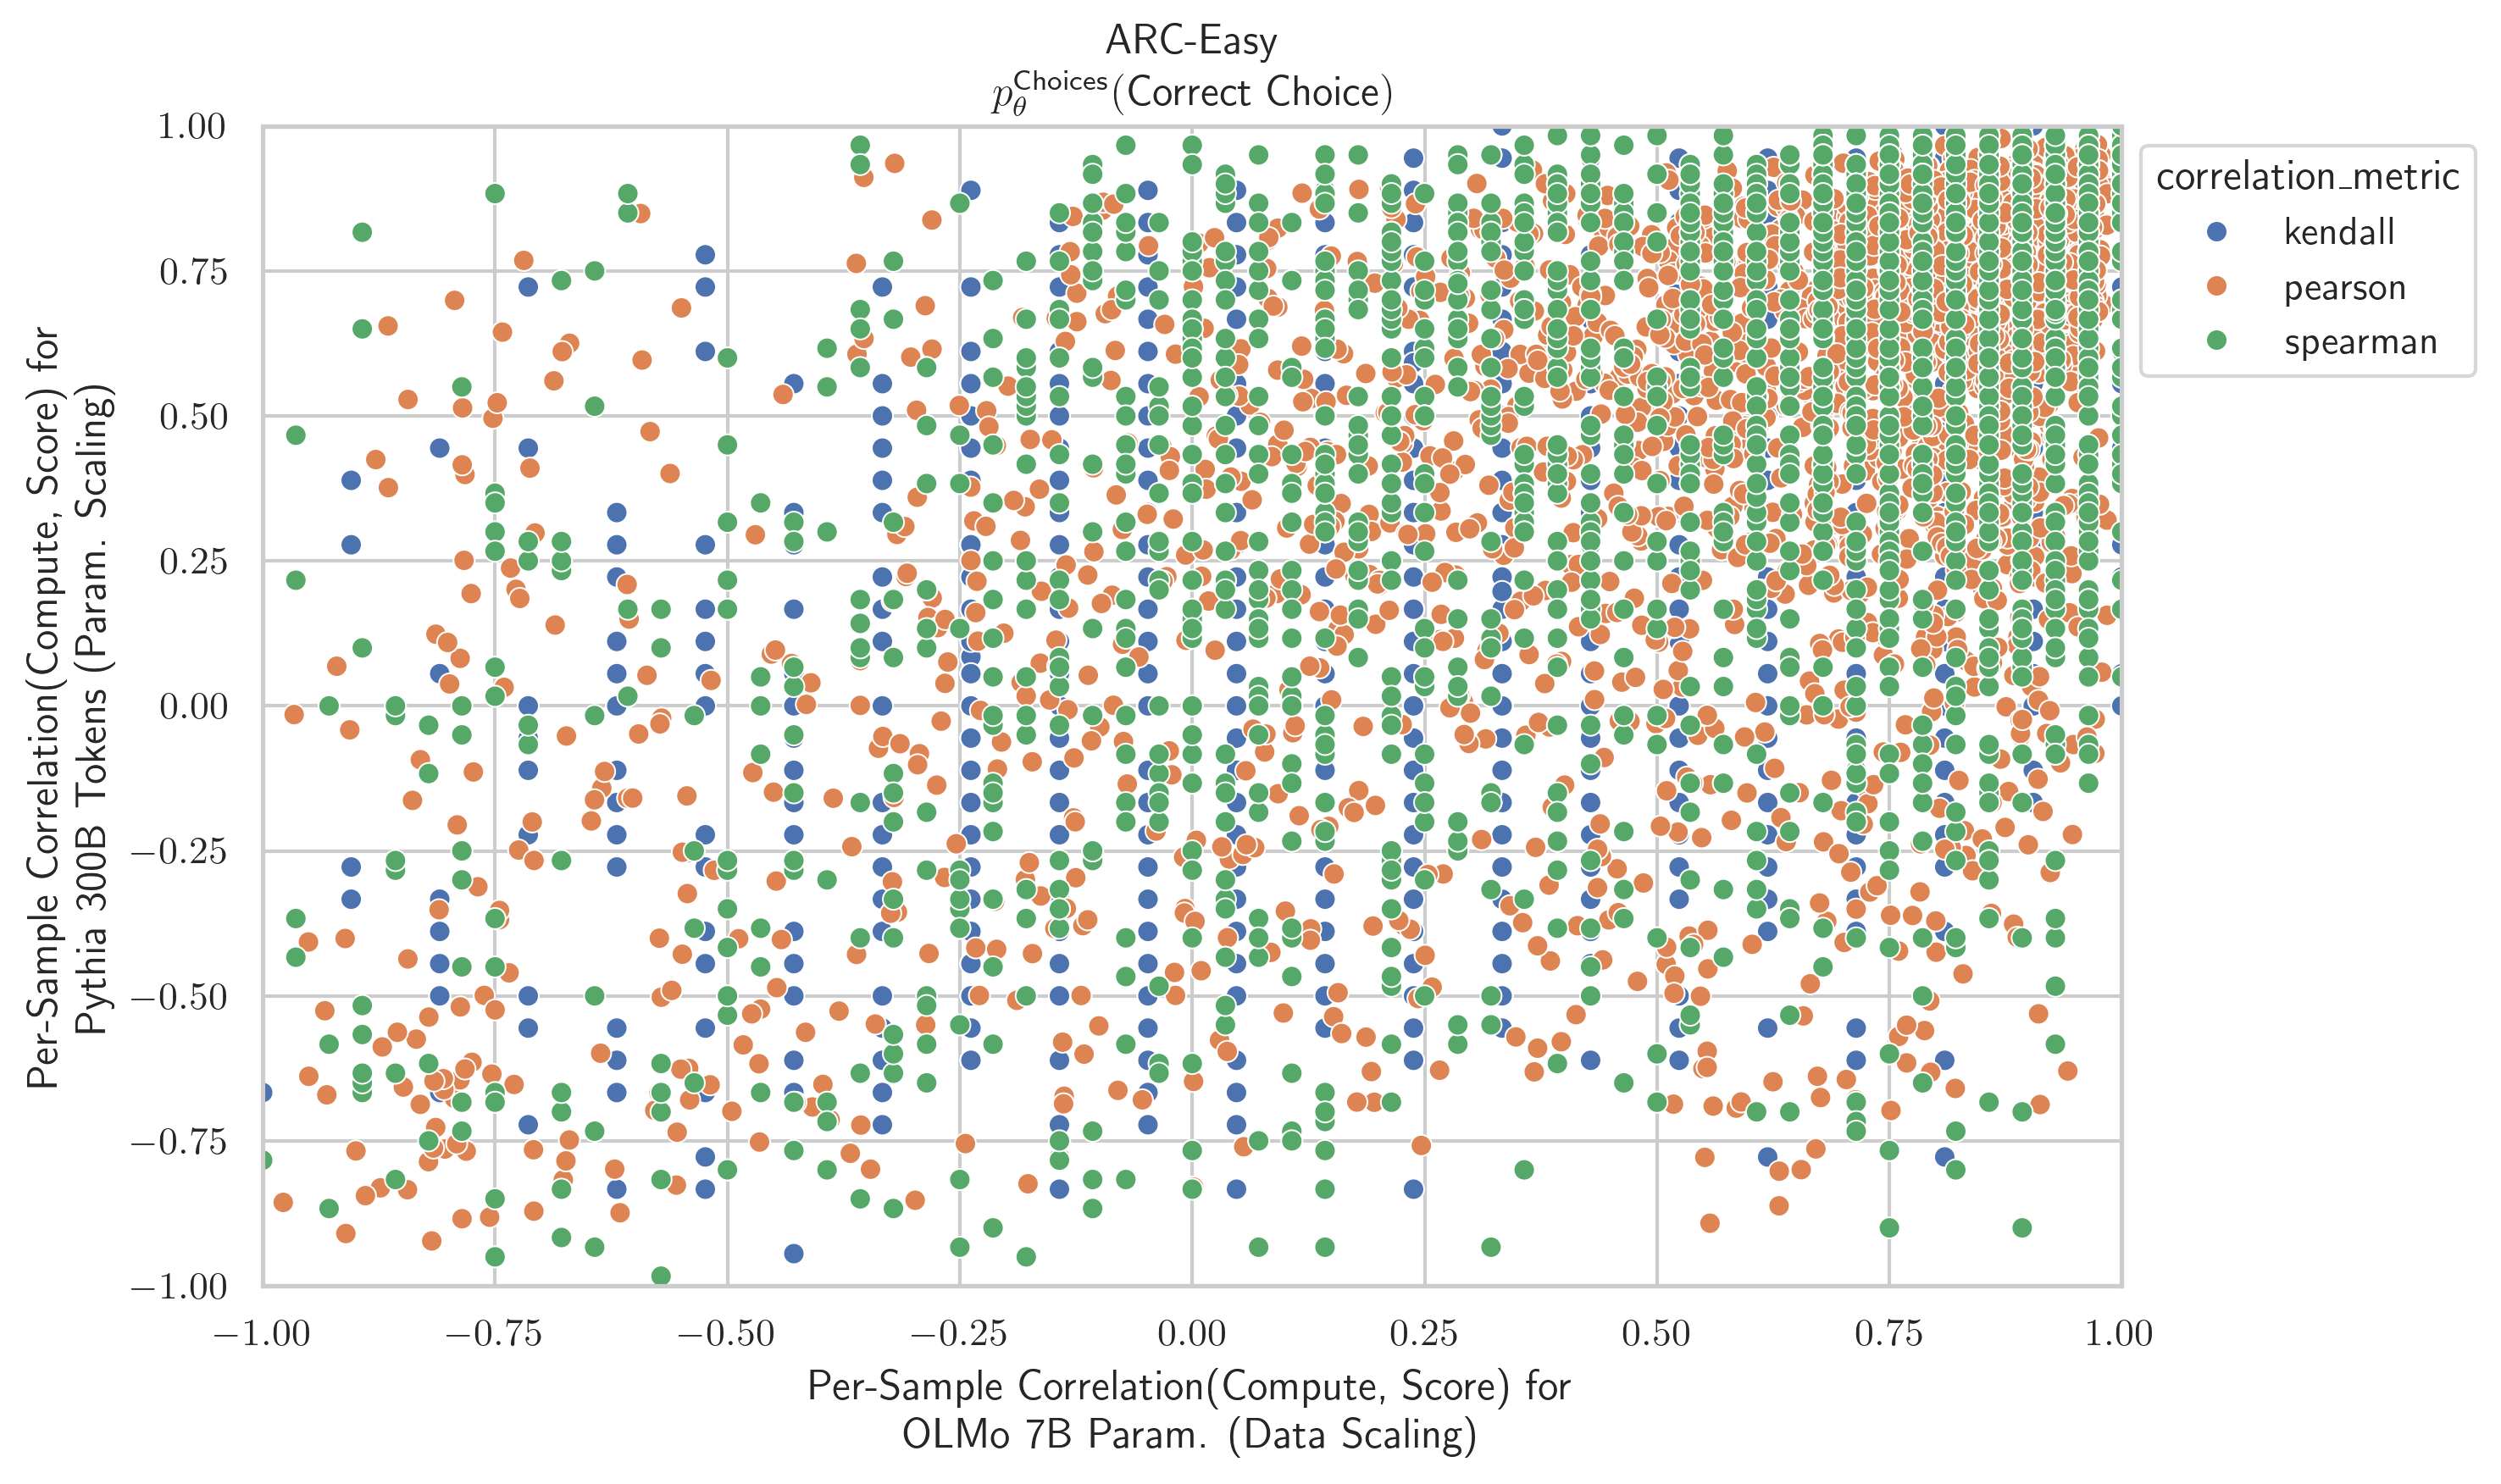 ARC-Easy
p_θ^Choices(Correct Choice)
Per-Sample Correlation(Compute, Score) for
Pythia 300B Tokens (Param. Scaling)
1.00
0.75
0.50
0.25
0.00
−0.25
−0.50
−0.75
−1.00
−1.00 −0.75 −0.50 −0.25 0.00 0.25 0.50 0.75 1.00
Per-Sample Correlation(Compute, Score) for
OLMo 7B Param. (Data Scaling)
correlation_metric
kendall
pearson
spearman